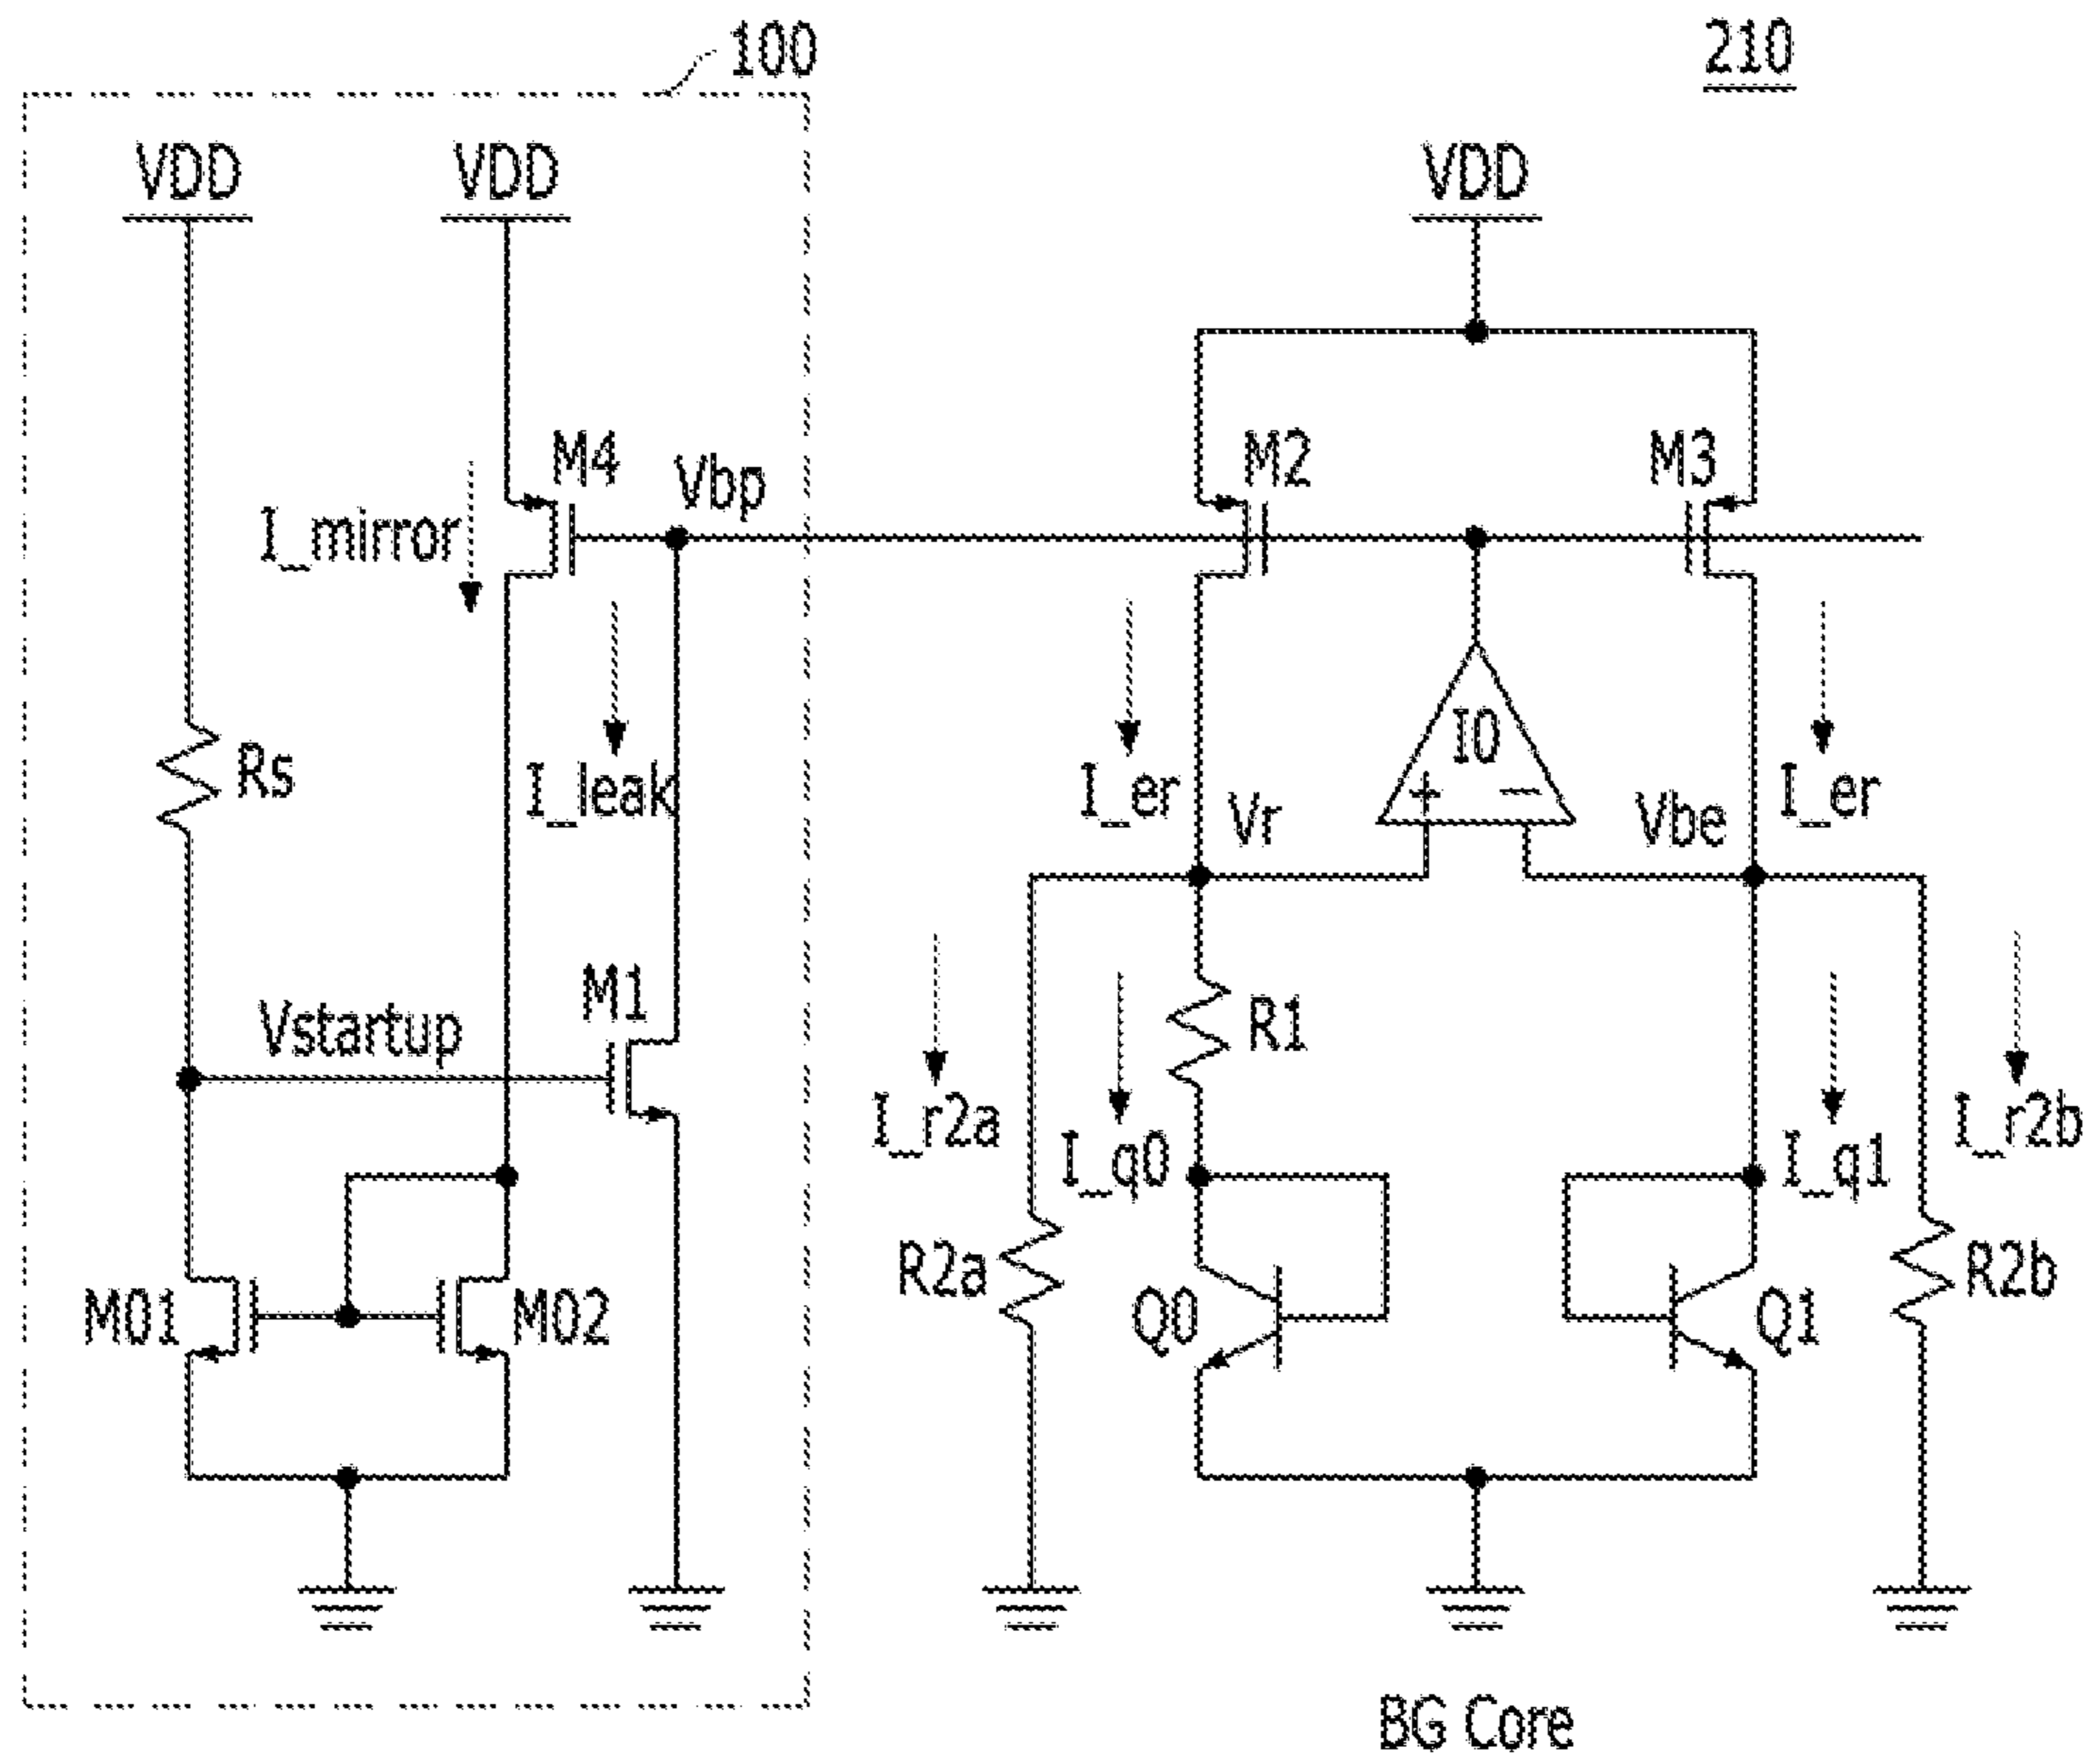 100
210
VDD
VDD
VDD
M4
Vbp
M2
M3
I_mirror
Rs
I_leak
I_er
Vr
I0
+
−
Vbe
I_er
Vstartup
M1
R1
I_r2a
I_q0
I_q1
I_r2b
M01
M02
R2a
Q0
Q1
R2b
BG Core